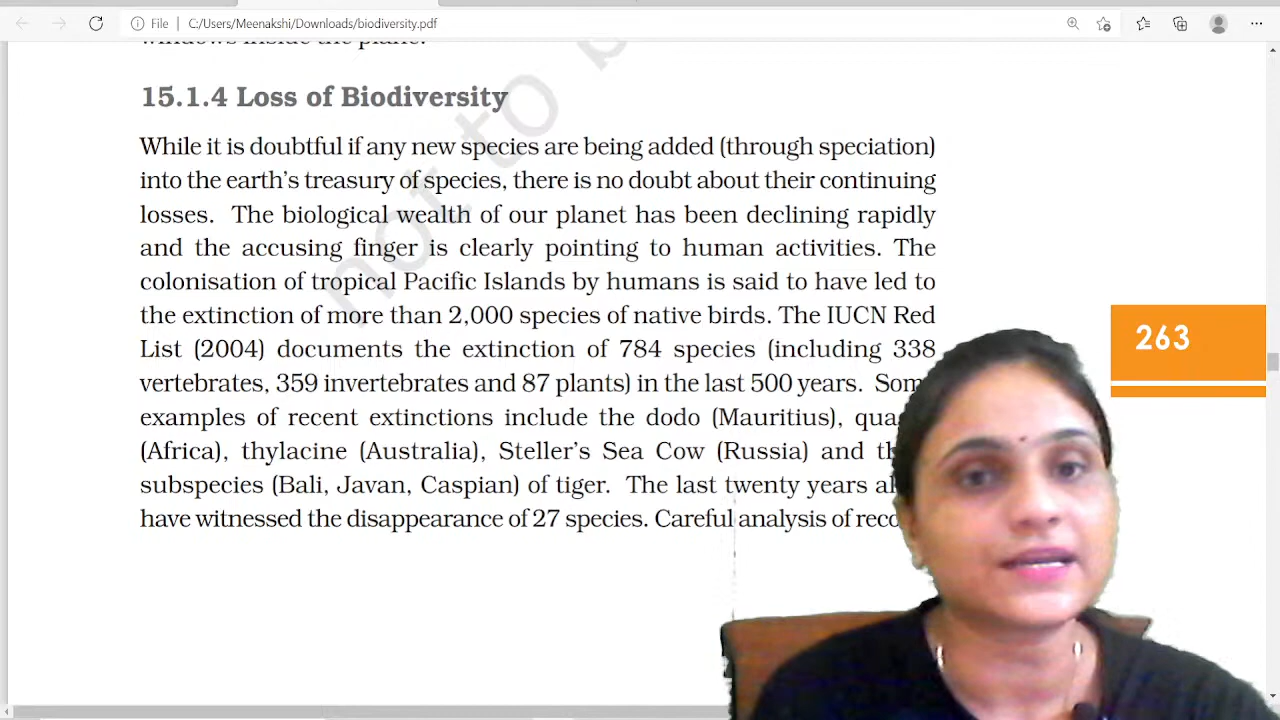 File C:/Users/Meenakshi/Downloads/biodiversity.pdf
windows inside the plane.
15.1.4 Loss of Biodiversity
While it is doubtful if any new species are being added (through speciation)
into the earth's treasury of species, there is no doubt about their continuing
losses. The biological wealth of our planet has been declining rapidly
and the accusing finger is clearly pointing to human activities. The
colonisation of tropical Pacific Islands by humans is said to have led to
the extinction of more than 2,000 species of native birds. The IUCN Red
List (2004) documents the extinction of 784 species (including 338
263
vertebrates, 359 invertebrates and 87 plants) in the last 500 years. Som
examples of recent extinctions include the dodo (Mauritius),
(Africa), thylacine (Australia), Steller's Sea Cow (Russia) and
subspecies (Bali, Javan, Caspian) of tiger. The last twenty years
have witnessed the disappearance of 27 species. Careful analysis of
not to b